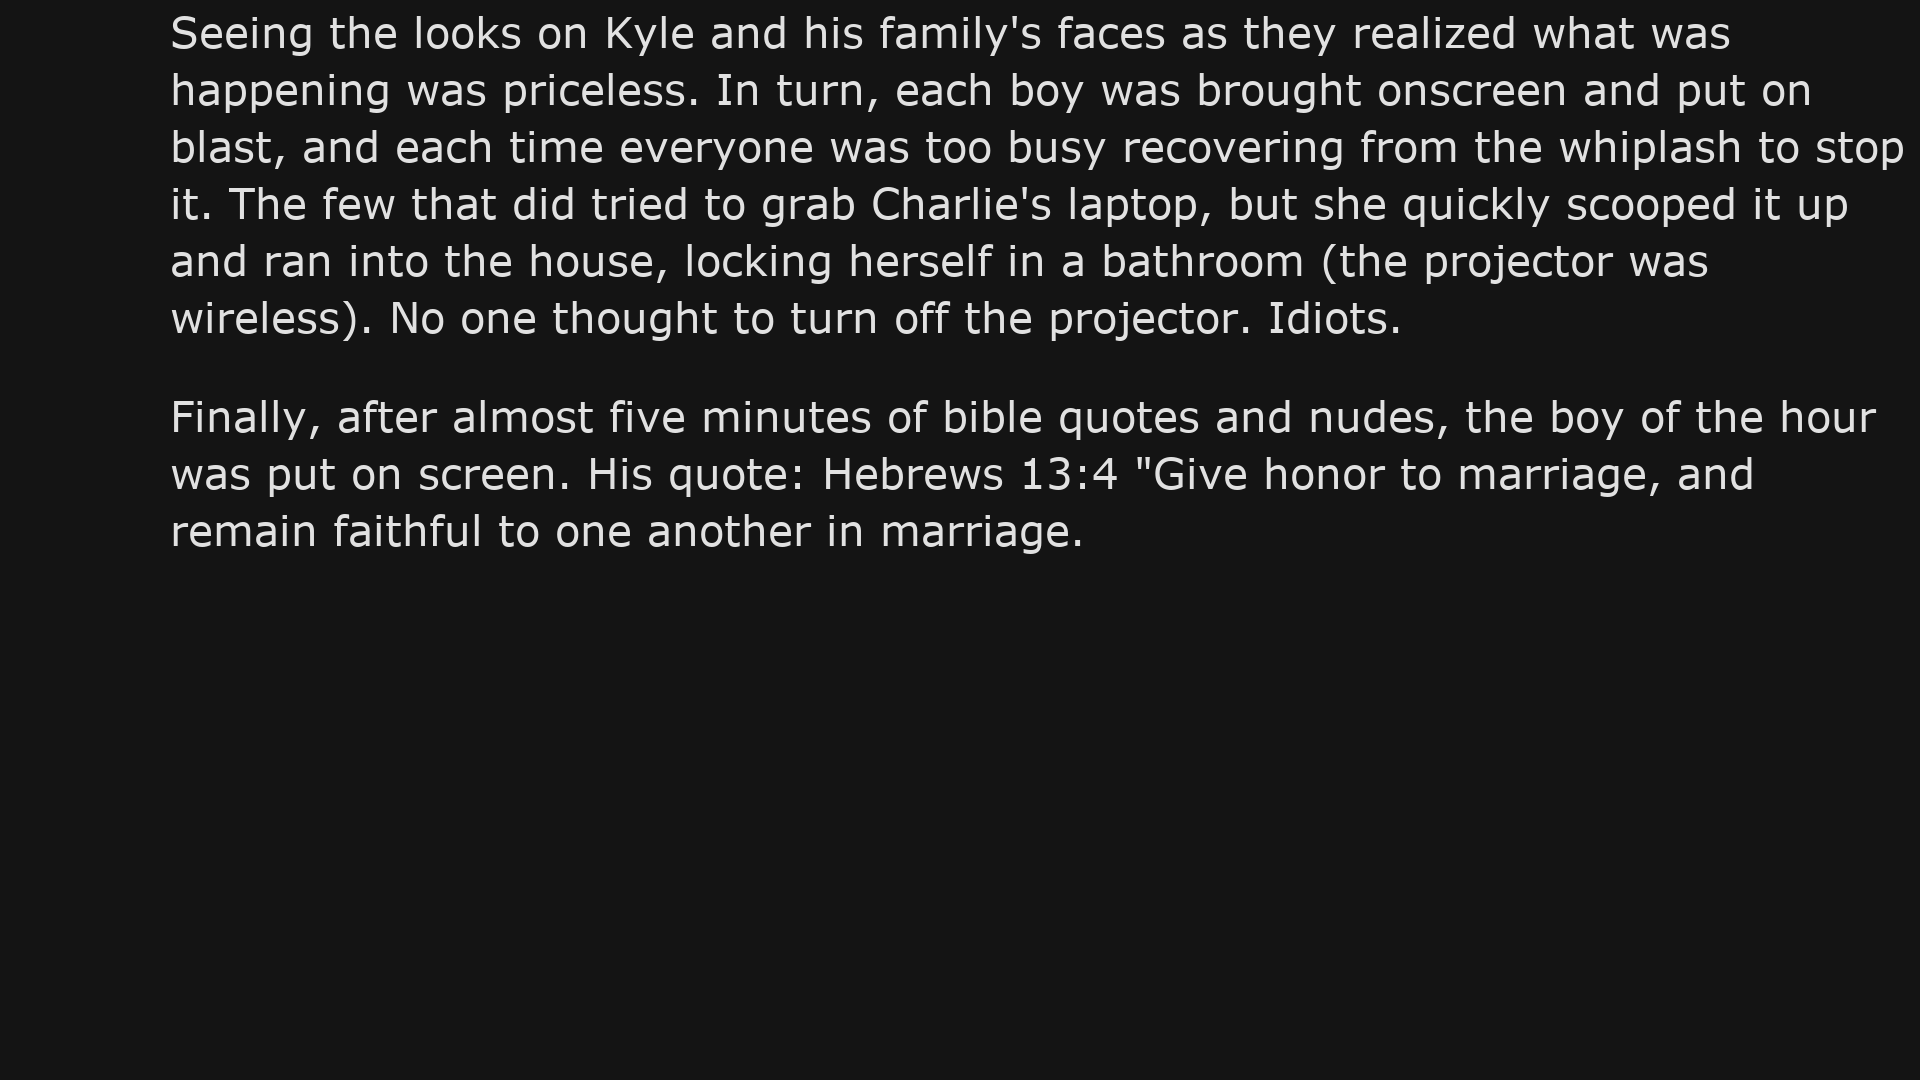 Seeing the looks on Kyle and his family's faces as they realized what was
happening was priceless. In turn, each boy was brought onscreen and put on
blast, and each time everyone was too busy recovering from the whiplash to stop
it. The few that did tried to grab Charlie's laptop, but she quickly scooped it up
and ran into the house, locking herself in a bathroom (the projector was
wireless). No one thought to turn off the projector. Idiots.
Finally, after almost five minutes of bible quotes and nudes, the boy of the hour
was put on screen. His quote: Hebrews 13:4 "Give honor to marriage, and
remain faithful to one another in marriage.